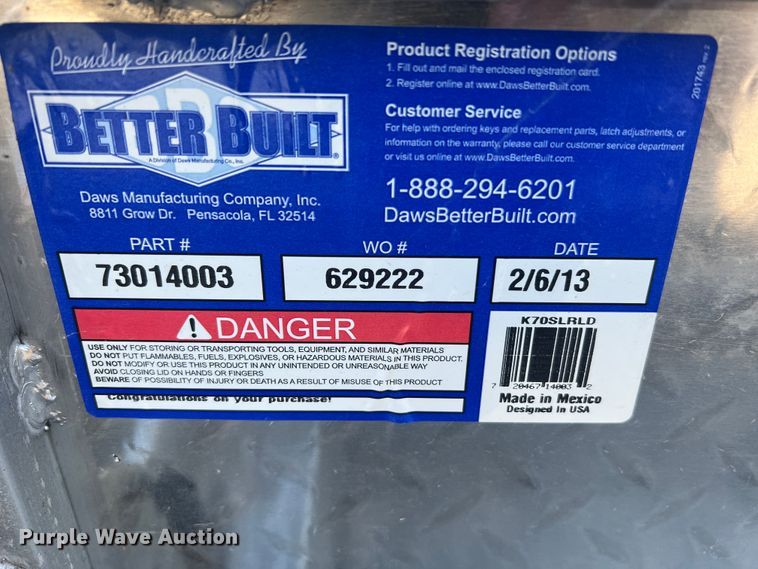 Proudly Handcrafted By
BETTER BUILT®
A Division of Daws Manufacturing Co., Inc.
Daws Manufacturing Company, Inc.
8811 Grow Dr. Pensacola, FL 32514
Product Registration Options
1. Fill out and mail the enclosed registration card.
2. Register online at www.DawsBetterBuilt.com.
Customer Service
For help with ordering keys and replacement parts, latch adjustments, or
information on the warranty, please call our customer service department
or visit us online at www.DawsBetterBuilt.com.
1-888-294-6201
DawsBetterBuilt.com
201743 rev. 2
PART # WO # DATE
73014003 629222 2/6/13
DANGER
USE ONLY FOR STORING OR TRANSPORTING TOOLS, EQUIPMENT, AND SIMILAR MATERIALS
DO NOT PUT FLAMMABLES, FUELS, EXPLOSIVES, OR HAZARDOUS MATERIALS IN THIS PRODUCT.
DO NOT MODIFY OR USE THIS PRODUCT IN ANY UNINTENDED OR UNREASONABLE WAY
AVOID CLOSING LID ON HANDS OR FINGERS
BEWARE OF POSSIBILITY OF INJURY OR DEATH AS A RESULT OF MISUSE OF THIS PRODUCT
Congratulations on your purchase!
K70SLRLD
7 20467 14003 2
Made in Mexico
Designed In USA
Purple Wave Auction